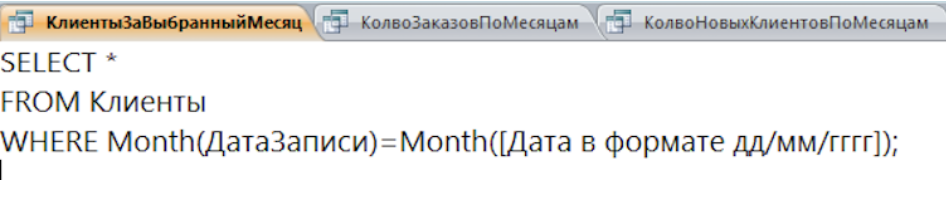 КлиентыЗаВыбранныйМесяц КолвоЗаказовПоМесяцам КолвоНовыхКлиентовПоМесяцам
SELECT *
FROM Клиенты
WHERE Month(ДатаЗаписи)=Month([Дата в формате дд/мм/гггг]);